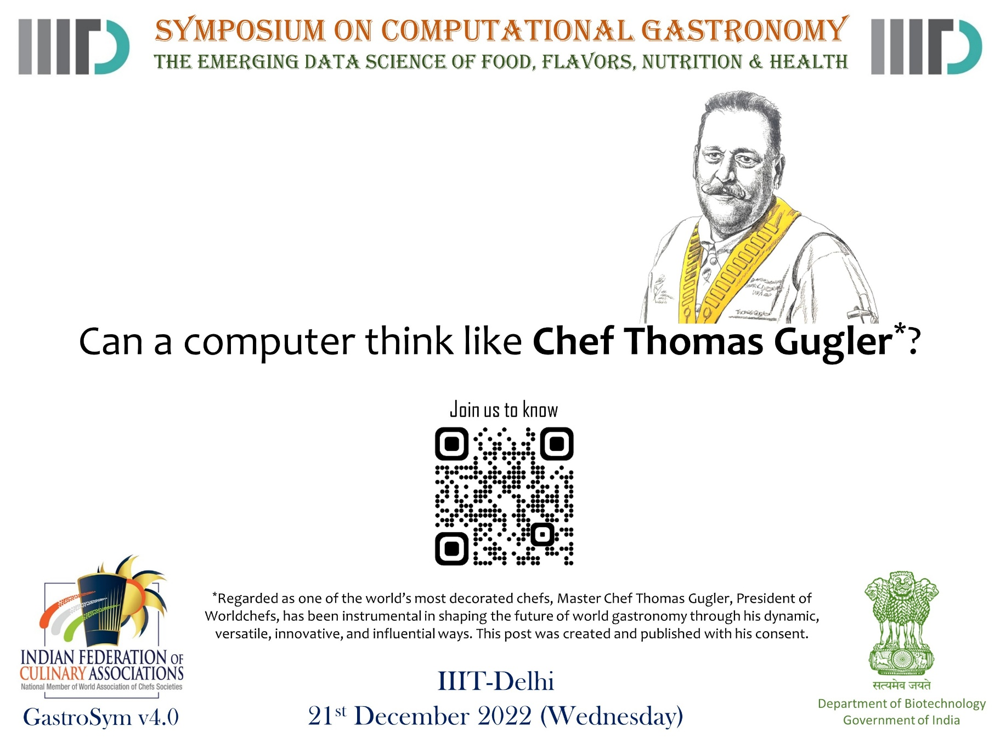 IIITD
SYMPOSIUM ON COMPUTATIONAL GASTRONOMY
THE EMERGING DATA SCIENCE OF FOOD, FLAVORS, NUTRITION & HEALTH
IIITD
Thomas Gugler
Can a computer think like Chef Thomas Gugler*?
Join us to know
*Regarded as one of the world's most decorated chefs, Master Chef Thomas Gugler, President of
Worldchefs, has been instrumental in shaping the future of world gastronomy through his dynamic,
versatile, innovative, and influential ways. This post was created and published with his consent.
INDIAN FEDERATION OF
CULINARY ASSOCIATIONS
National Member of World Association of Chefs Societies
GastroSym v4.0
IIIT-Delhi
21st December 2022 (Wednesday)
सत्यमेव जयते
Department of Biotechnology
Government of India